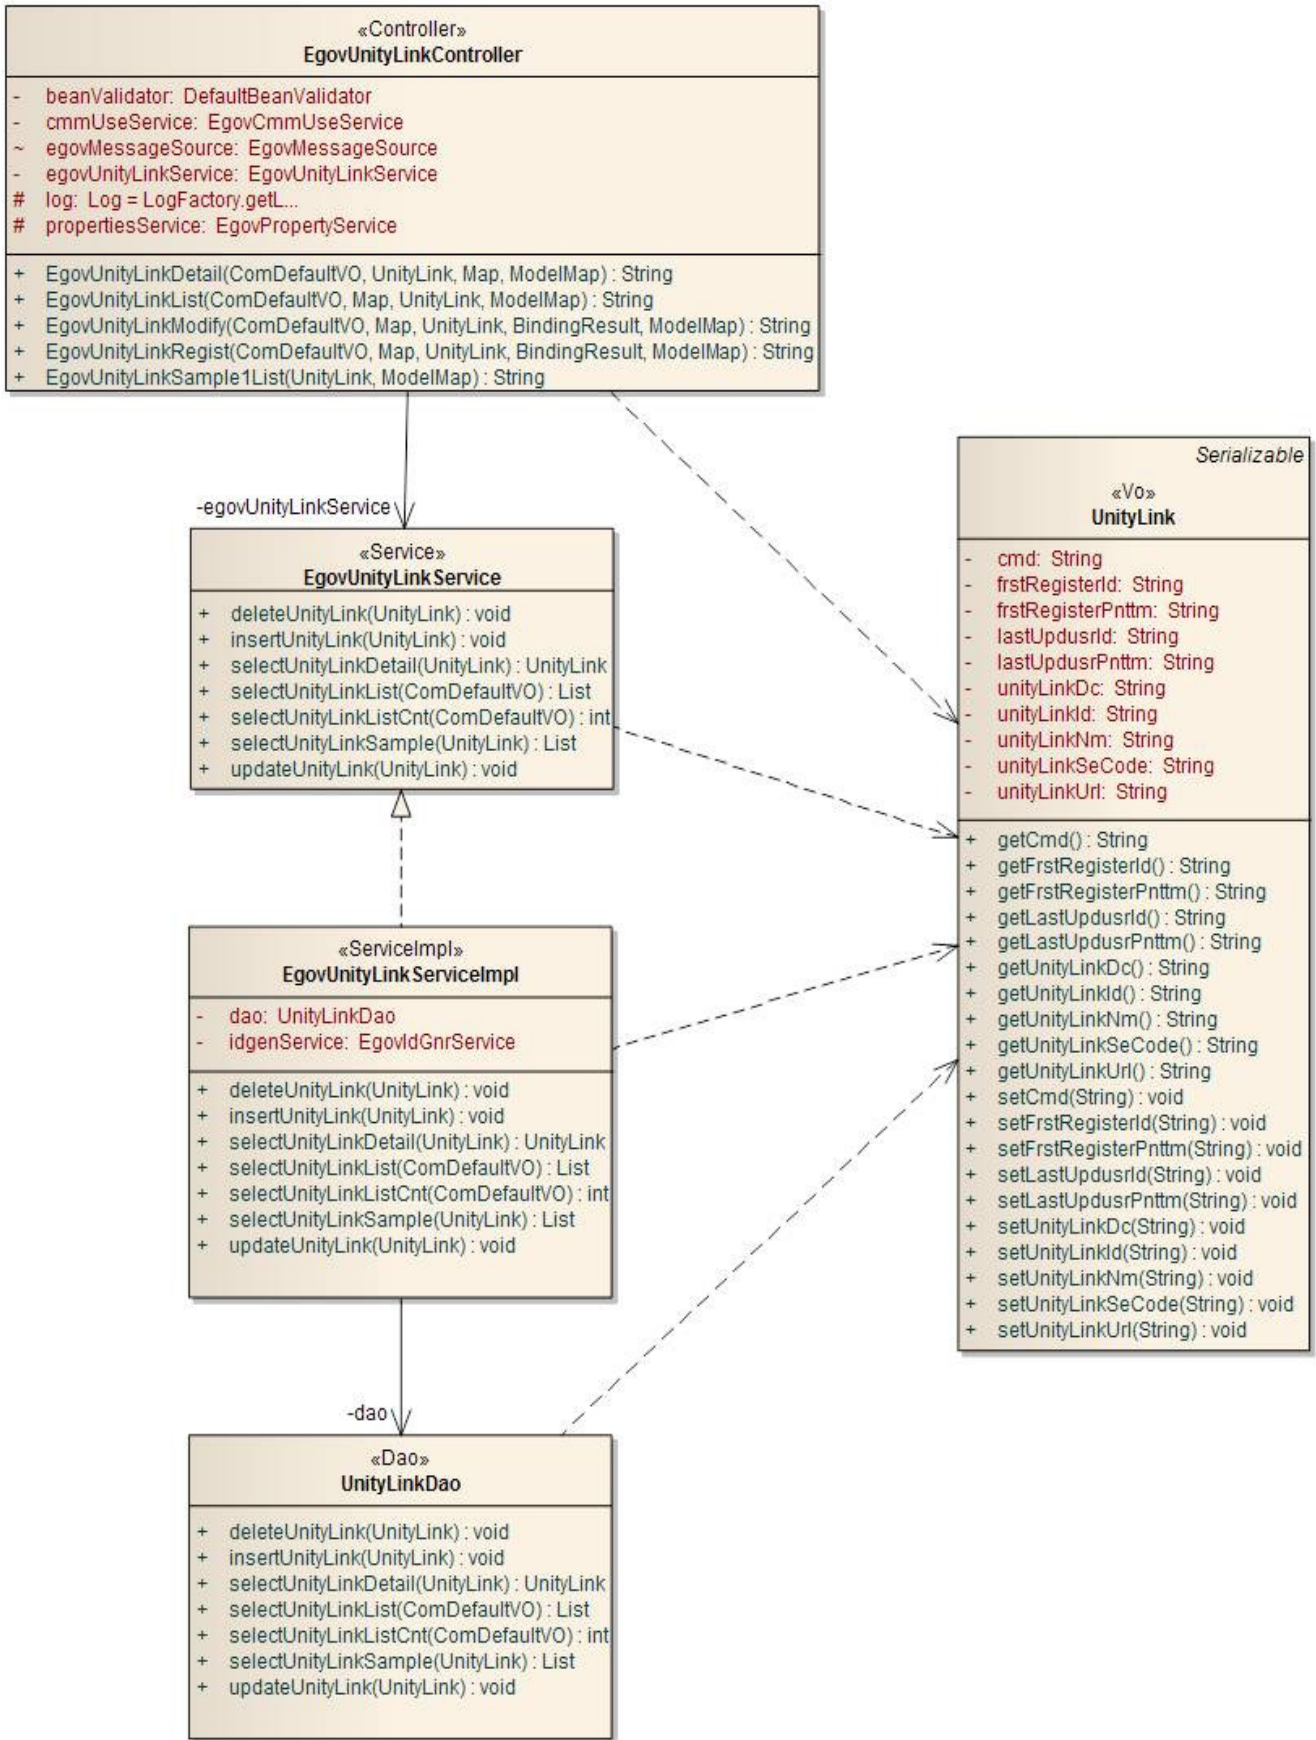 «Controller»
EgovUnityLinkController
- beanValidator: DefaultBeanValidator
- cmmUseService: EgovCmmUseService
~ egovMessageSource: EgovMessageSource
- egovUnityLinkService: EgovUnityLinkService
# log: Log = LogFactory.getL...
# propertiesService: EgovPropertyService
+ EgovUnityLinkDetail(ComDefaultVO, UnityLink, Map, ModelMap) : String
+ EgovUnityLinkList(ComDefaultVO, Map, UnityLink, ModelMap) : String
+ EgovUnityLinkModify(ComDefaultVO, Map, UnityLink, BindingResult, ModelMap) : String
+ EgovUnityLinkRegist(ComDefaultVO, Map, UnityLink, BindingResult, ModelMap) : String
+ EgovUnityLinkSample1List(UnityLink, ModelMap) : String
-egovUnityLinkService
«Service»
EgovUnityLinkService
+ deleteUnityLink(UnityLink) : void
+ insertUnityLink(UnityLink) : void
+ selectUnityLinkDetail(UnityLink) : UnityLink
+ selectUnityLinkList(ComDefaultVO) : List
+ selectUnityLinkListCnt(ComDefaultVO) : int
+ selectUnityLinkSample(UnityLink) : List
+ updateUnityLink(UnityLink) : void
«ServiceImpl»
EgovUnityLinkServiceImpl
- dao: UnityLinkDao
- idgenService: EgovIdGnrService
+ deleteUnityLink(UnityLink) : void
+ insertUnityLink(UnityLink) : void
+ selectUnityLinkDetail(UnityLink) : UnityLink
+ selectUnityLinkList(ComDefaultVO) : List
+ selectUnityLinkListCnt(ComDefaultVO) : int
+ selectUnityLinkSample(UnityLink) : List
+ updateUnityLink(UnityLink) : void
-dao
«Dao»
UnityLinkDao
+ deleteUnityLink(UnityLink) : void
+ insertUnityLink(UnityLink) : void
+ selectUnityLinkDetail(UnityLink) : UnityLink
+ selectUnityLinkList(ComDefaultVO) : List
+ selectUnityLinkListCnt(ComDefaultVO) : int
+ selectUnityLinkSample(UnityLink) : List
+ updateUnityLink(UnityLink) : void
Serializable
«Vo»
UnityLink
- cmd: String
- frstRegisterId: String
- frstRegisterPnttm: String
- lastUpdusrId: String
- lastUpdusrPnttm: String
- unityLinkDc: String
- unityLinkId: String
- unityLinkNm: String
- unityLinkSeCode: String
- unityLinkUrl: String
+ getCmd() : String
+ getFrstRegisterId() : String
+ getFrstRegisterPnttm() : String
+ getLastUpdusrId() : String
+ getLastUpdusrPnttm() : String
+ getUnityLinkDc() : String
+ getUnityLinkId() : String
+ getUnityLinkNm() : String
+ getUnityLinkSeCode() : String
+ getUnityLinkUrl() : String
+ setCmd(String) : void
+ setFrstRegisterId(String) : void
+ setFrstRegisterPnttm(String) : void
+ setLastUpdusrId(String) : void
+ setLastUpdusrPnttm(String) : void
+ setUnityLinkDc(String) : void
+ setUnityLinkId(String) : void
+ setUnityLinkNm(String) : void
+ setUnityLinkSeCode(String) : void
+ setUnityLinkUrl(String) : void